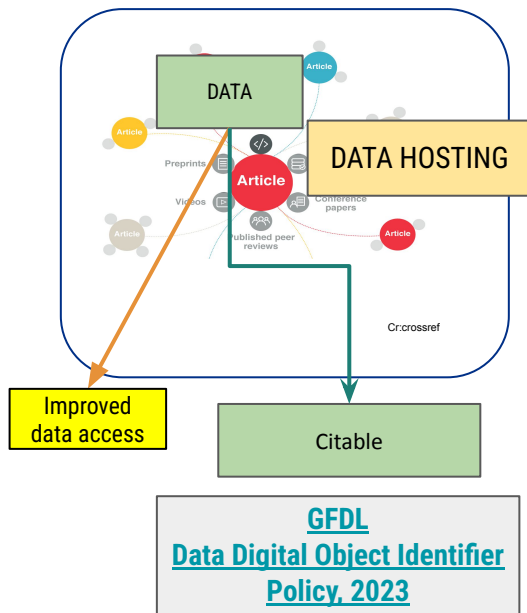 DATA
Article
Article
DATA HOSTING
Preprints
Article
Videos
Conference
papers
Article
Published peer
reviews
Article
Cr:crossref
Improved
data access
Citable
GFDL
Data Digital Object Identifier
Policy, 2023